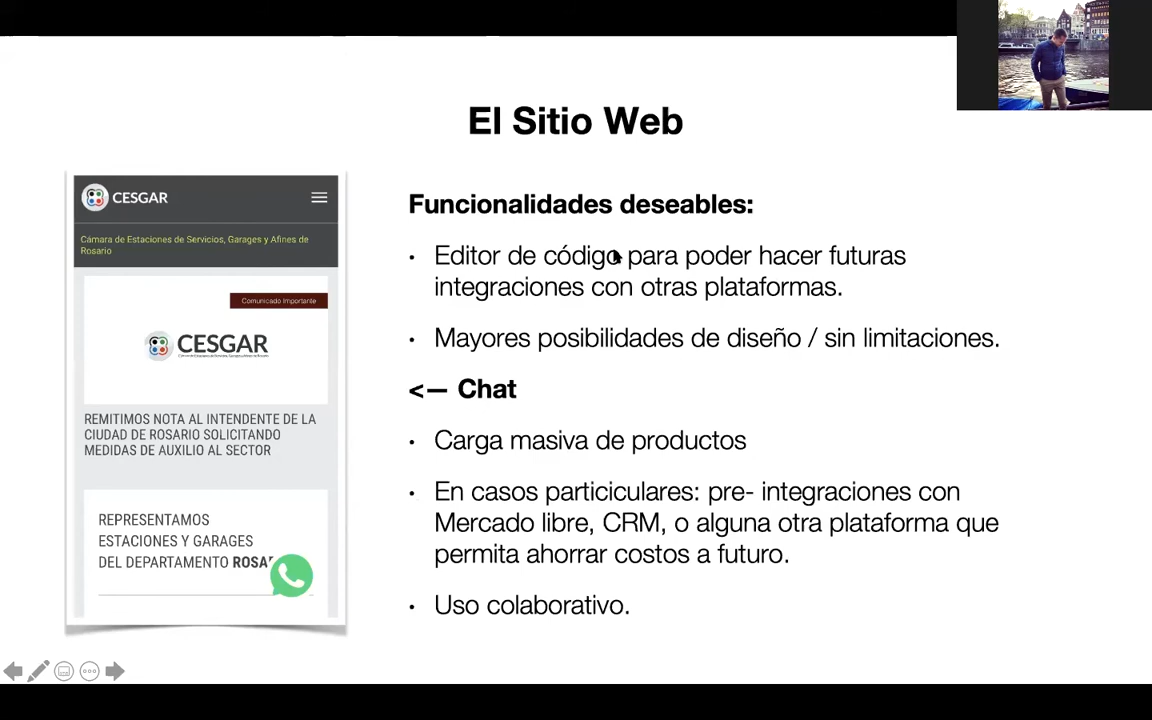 El Sitio Web
CESGAR
Cámara de Estaciones de Servicios, Garages y Afines de
Rosario
Comunicado Importante
CESGAR
REMITIMOS NOTA AL INTENDENTE DE LA
CIUDAD DE ROSARIO SOLICITANDO
MEDIDAS DE AUXILIO AL SECTOR
REPRESENTAMOS
ESTACIONES Y GARAGES
DEL DEPARTAMENTO ROSAR
Funcionalidades deseables:
• Editor de código para poder hacer futuras
integraciones con otras plataformas.
• Mayores posibilidades de diseño / sin limitaciones.
<— Chat
• Carga masiva de productos
• En casos particiculares: pre- integraciones con
Mercado libre, CRM, o alguna otra plataforma que
permita ahorrar costos a futuro.
• Uso colaborativo.